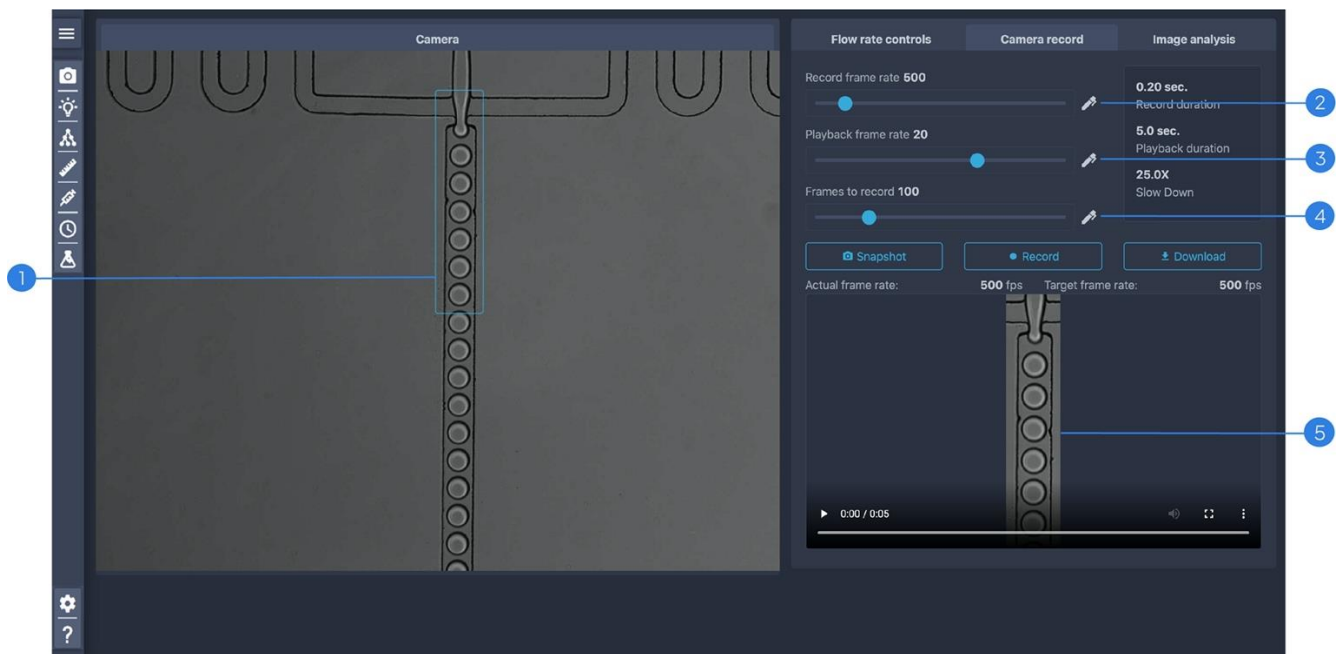 Camera
Flow rate controls
Camera record
Image analysis
Record frame rate 500
0.20 sec.
Record duration
2
Playback frame rate 20
5.0 sec.
Playback duration
3
25.0X
Slow Down
Frames to record 100
4
1
Snapshot
Record
Download
Actual frame rate: 500 fps Target frame rate: 500 fps
5
0:00 / 0:05
?